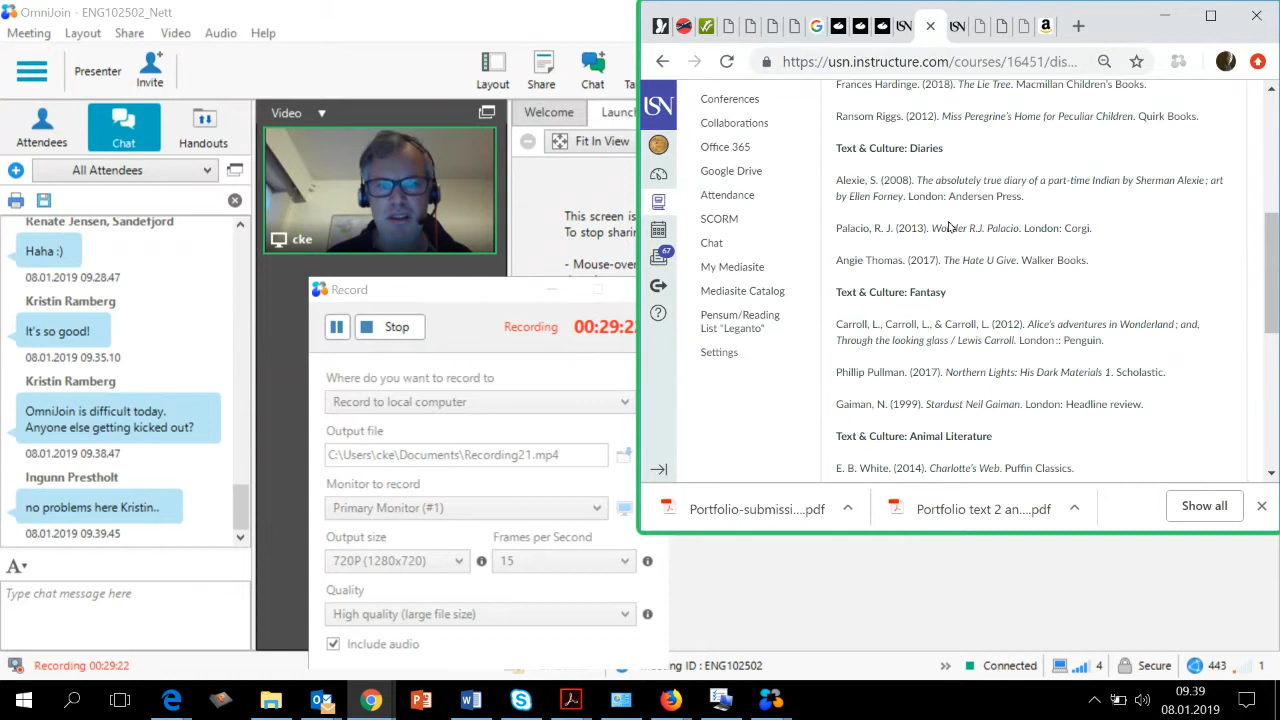 OmniJoin - ENG102502_Nett
Meeting Layout Share Video Audio Help
Presenter
Invite
Layout
Share
Chat
Attendees
Chat
Handouts
All Attendees
Renate Jensen, Sandefjord
Haha :)
08.01.2019 09.28.47
Kristin Ramberg
It's so good!
08.01.2019 09.35.10
Kristin Ramberg
OmniJoin is difficult today.
Anyone else getting kicked out?
08.01.2019 09.38.47
Ingunn Prestholt
no problems here Kristin..
08.01.2019 09.39.45
A
Type chat message here
Recording 00:29:22
Video
cke
Welcome
Fit In View
This screen is
To stop sharin
- Mouse-over
Record
Stop
Recording
00:29:22
Where do you want to record to
Record to local computer
Output file
C:\Users\cke\Documents\Recording21.mp4
Monitor to record
Primary Monitor (#1)
Output size
Frames per Second
720P (1280x720)
15
Quality
High quality (large file size)
Include audio
ENG102502
Connected
4
Secure
443
1
https://usn.instructure.com/courses/16451/dis...
USN
67
Conferences
Collaborations
Office 365
Google Drive
Attendance
SCORM
Chat
My Mediasite
Mediasite Catalog
Pensum/Reading
List "Leganto"
Settings
Frances Hardinge. (2018). The Lie Tree. Macmillan Children's Books.
Ransom Riggs. (2012). Miss Peregrine's Home for Peculiar Children. Quirk Books.
Text & Culture: Diaries
Alexie, S. (2008). The absolutely true diary of a part-time Indian by Sherman Alexie ; art
by Ellen Forney. London: Andersen Press.
Palacio, R. J. (2013). Wonder R.J. Palacio. London: Corgi.
Angie Thomas. (2017). The Hate U Give. Walker Books.
Text & Culture: Fantasy
Carroll, L., Carroll, L., & Carroll, L. (2012). Alice's adventures in Wonderland ; and,
Through the looking glass / Lewis Carroll. London :: Penguin.
Phillip Pullman. (2017). Northern Lights: His Dark Materials 1. Scholastic.
Gaiman, N. (1999). Stardust Neil Gaiman. London: Headline review.
Text & Culture: Animal Literature
E. B. White. (2014). Charlotte's Web. Puffin Classics.
Portfolio-submissi....pdf
Portfolio text 2 an....pdf
Show all
09.39
08.01.2019